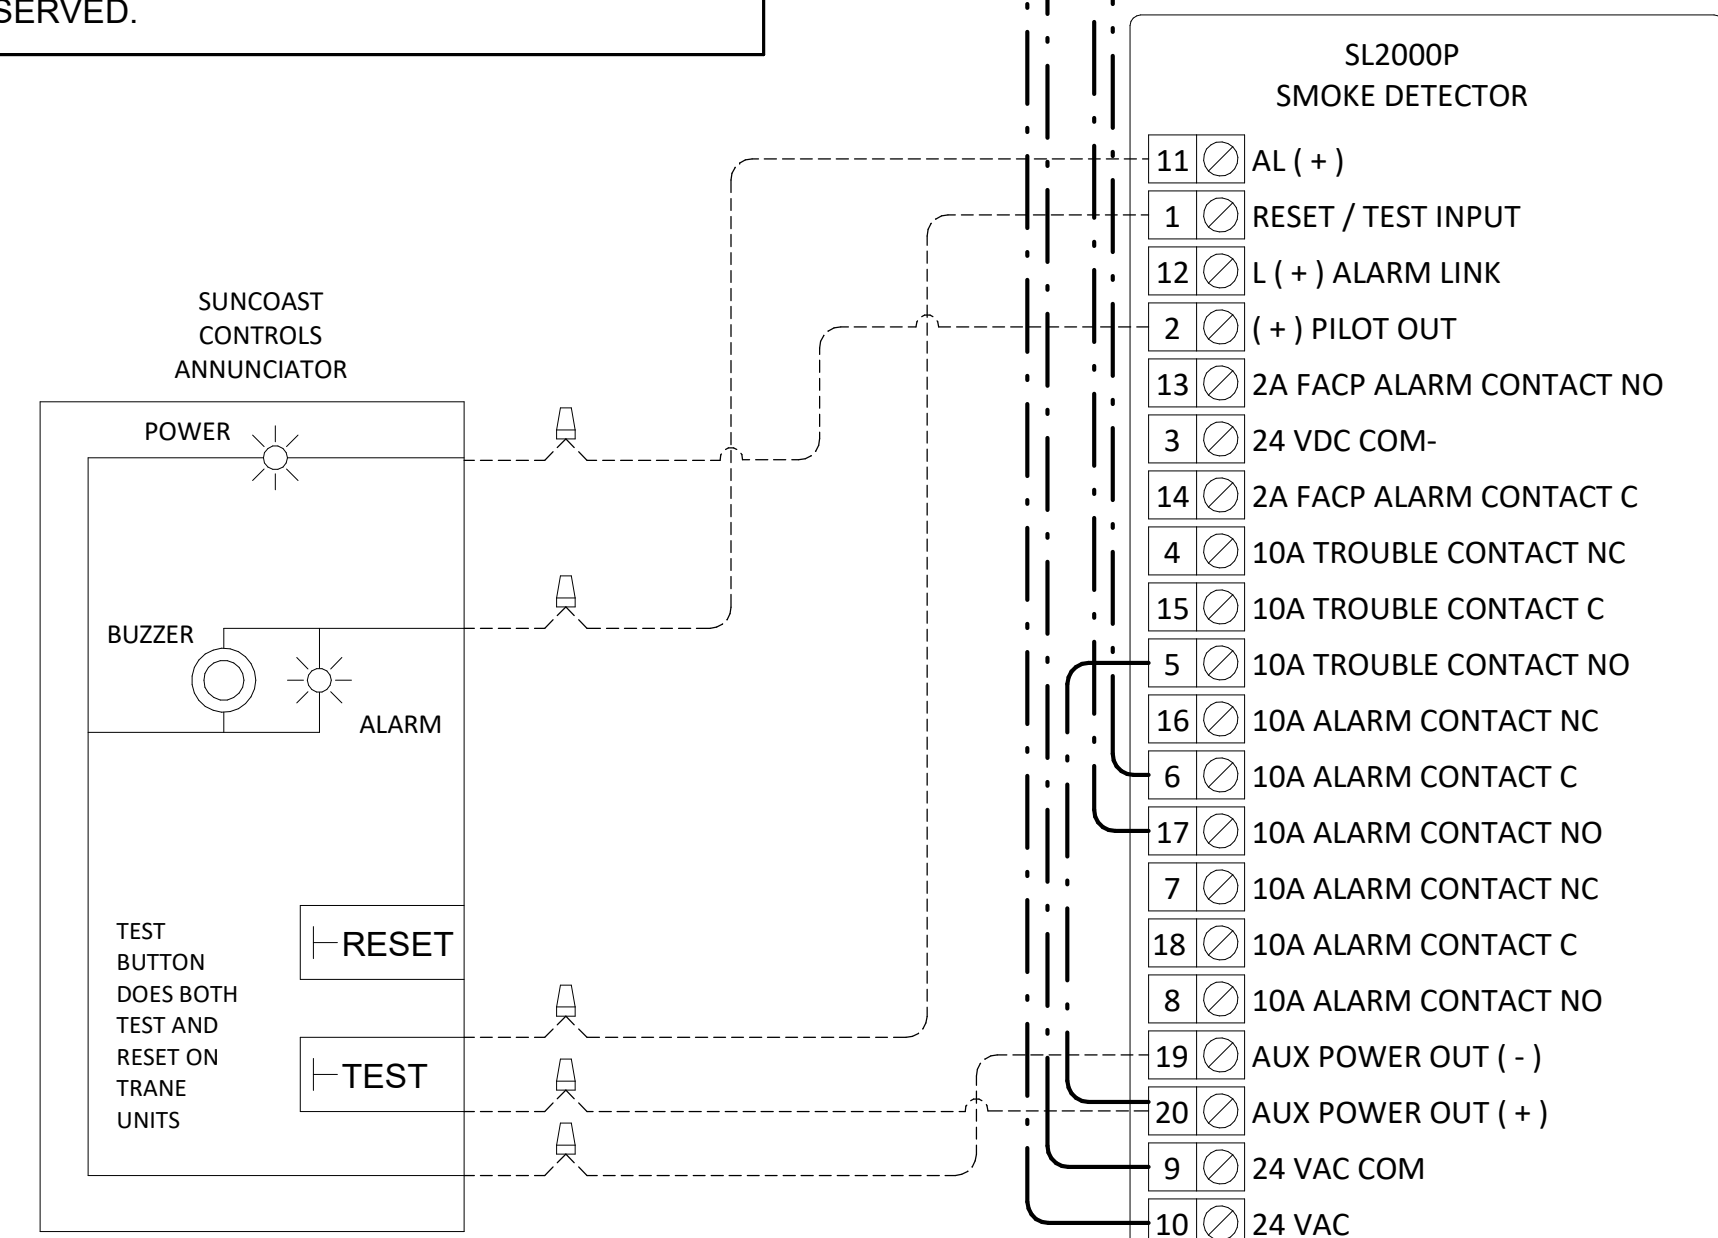 SERVED.
SL2000P
SMOKE DETECTOR
11 AL ( + )
1 RESET / TEST INPUT
12 L ( + ) ALARM LINK
2 ( + ) PILOT OUT
13 2A FACP ALARM CONTACT NO
3 24 VDC COM-
14 2A FACP ALARM CONTACT C
4 10A TROUBLE CONTACT NC
15 10A TROUBLE CONTACT C
5 10A TROUBLE CONTACT NO
16 10A ALARM CONTACT NC
6 10A ALARM CONTACT C
17 10A ALARM CONTACT NO
7 10A ALARM CONTACT NC
18 10A ALARM CONTACT C
8 10A ALARM CONTACT NO
19 AUX POWER OUT ( - )
20 AUX POWER OUT ( + )
9 24 VAC COM
10 24 VAC
SUNCOAST
CONTROLS
ANNUNCIATOR
POWER
BUZZER
ALARM
RESET
TEST
TEST
BUTTON
DOES BOTH
TEST AND
RESET ON
TRANE
UNITS